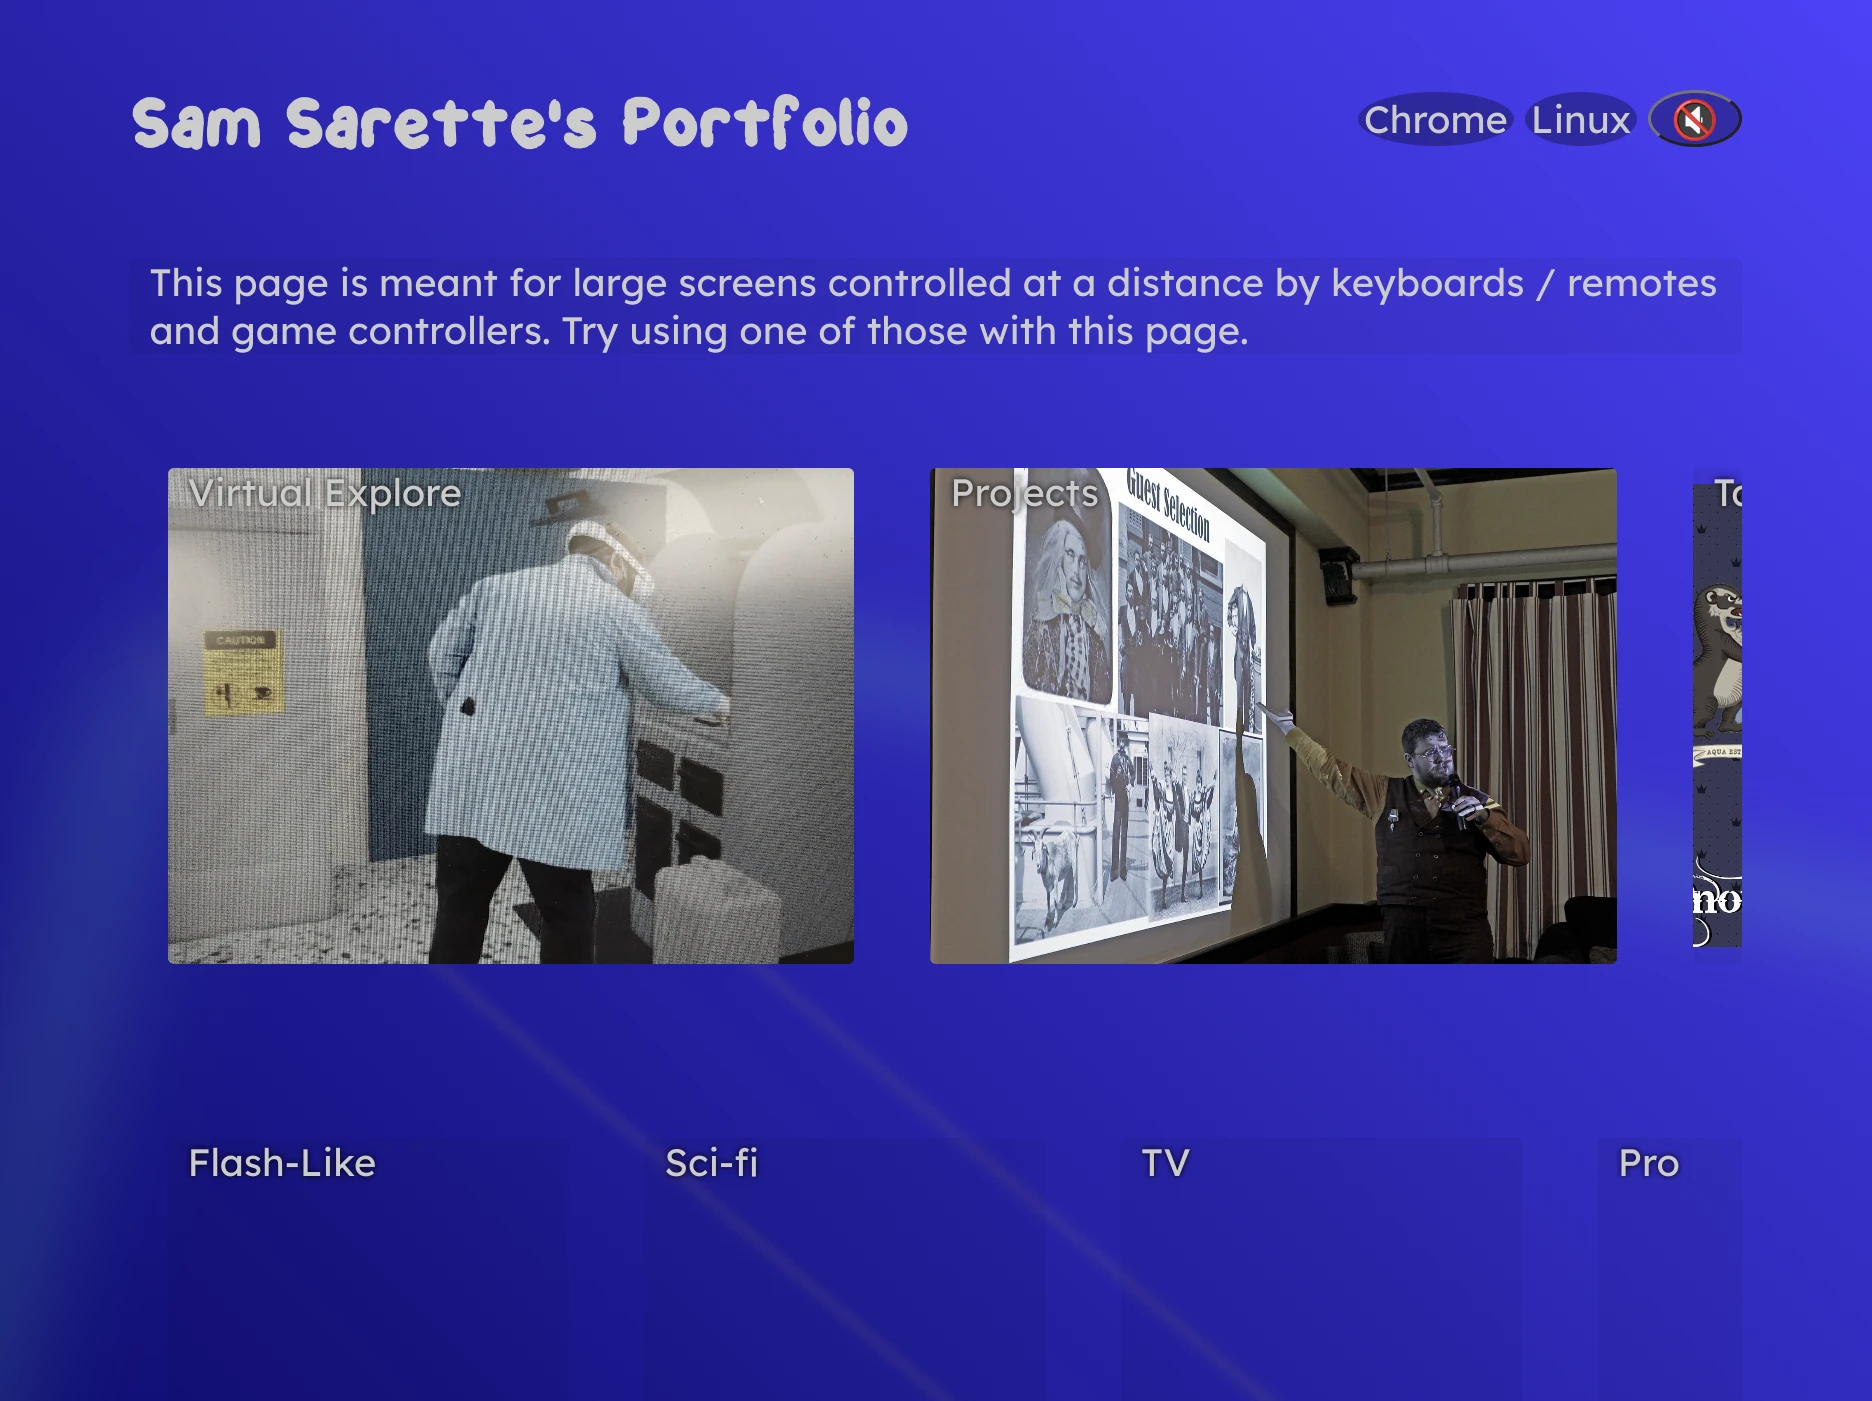 Sam Sarette's Portfolio
Chrome Linux
This page is meant for large screens controlled at a distance by keyboards / remotes
and game controllers. Try using one of those with this page.
Virtual Explore
CAUTION
Projects
Guest Selection
AQUA EST
Flash-Like
Sci-fi
TV
Pro